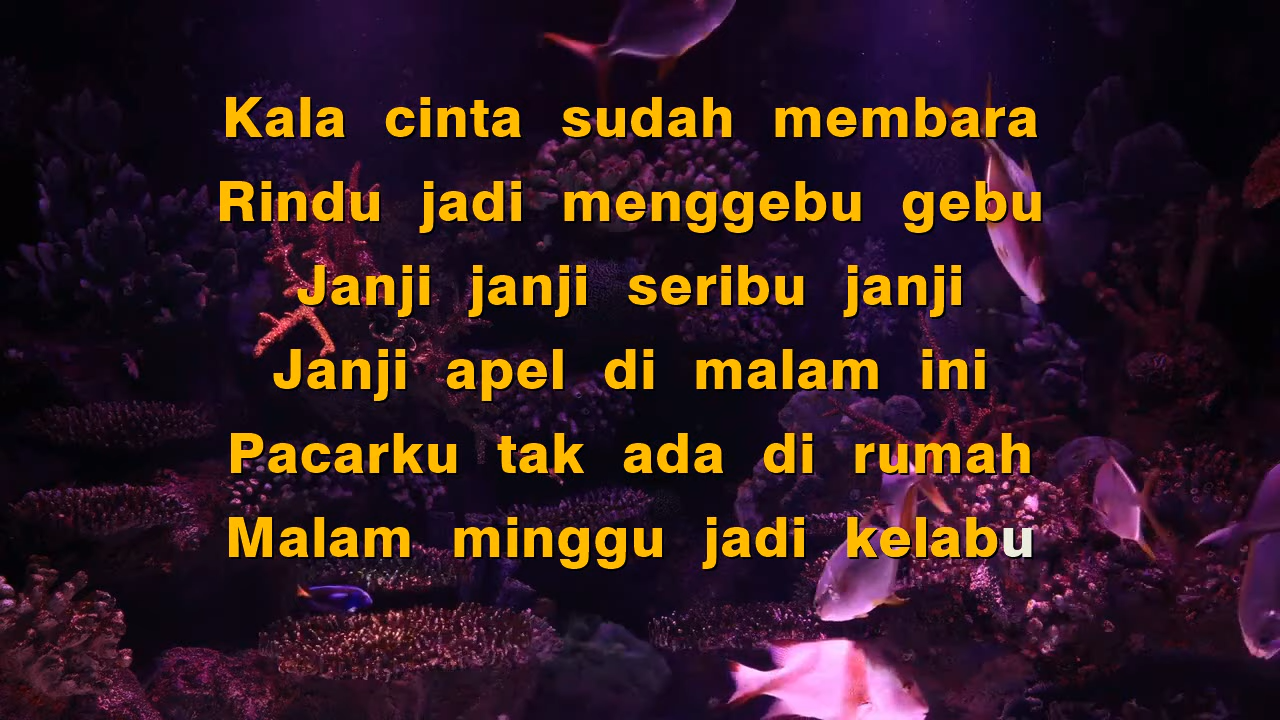 Kala cinta sudah membara
Rindu jadi menggebu gebu
Janji janji seribu janji
Janji apel di malam ini
Pacarku tak ada di rumah
Malam minggu jadi kelabu